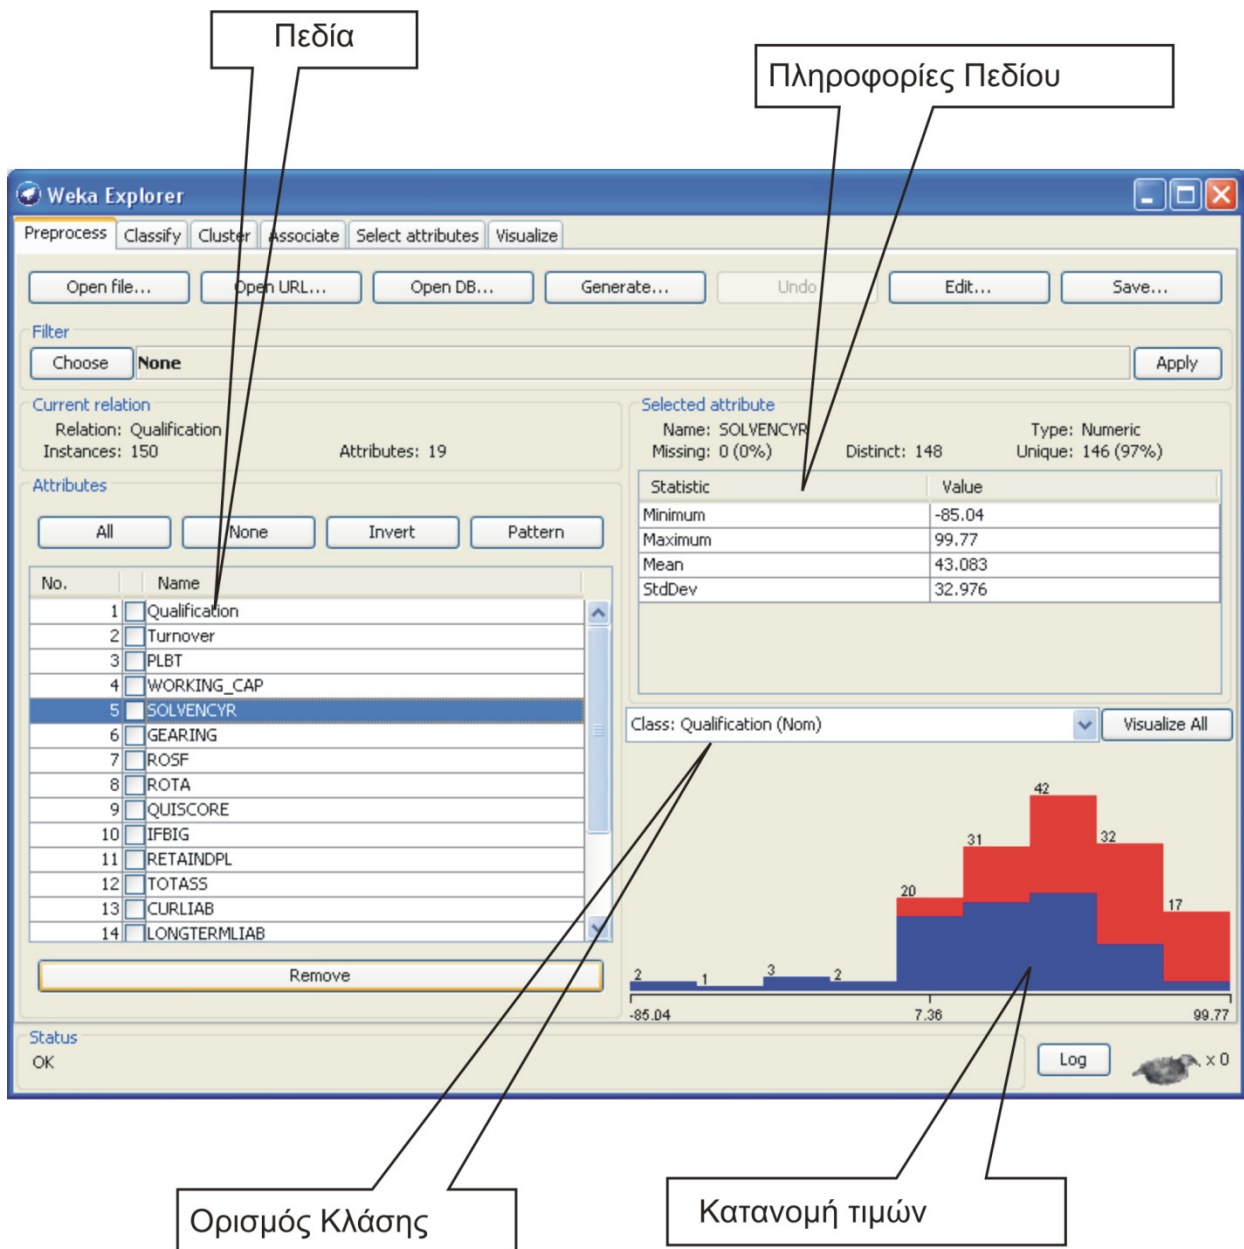 Πεδία
Πληροφορίες Πεδίου
Weka Explorer
Preprocess Classify Cluster Associate Select attributes Visualize
Open file... Open URL... Open DB... Generate... Undo Edit... Save...
Filter
Choose None Apply
Current relation
Relation: Qualification
Instances: 150 Attributes: 19
Selected attribute
Name: SOLVENCYR Type: Numeric
Missing: 0 (0%) Distinct: 148 Unique: 146 (97%)
Statistic Value
Minimum -85.04
Maximum 99.77
Mean 43.083
StdDev 32.976
Attributes
All None Invert Pattern
No. Name
1 Qualification
2 Turnover
3 PLBT
4 WORKING_CAP
5 SOLVENCYR
6 GEARING
7 ROSF
8 ROTA
9 QUISCORE
10 IFBIG
11 RETAINDPL
12 TOTASS
13 CURLIAB
14 LONGTERMLIAB
Remove
Class: Qualification (Nom) Visualize All
2 1 3 2 20 31 42 32 17
-85.04 7.36 99.77
Status
OK
Log x 0
Ορισμός Κλάσης
Κατανομή τιμών